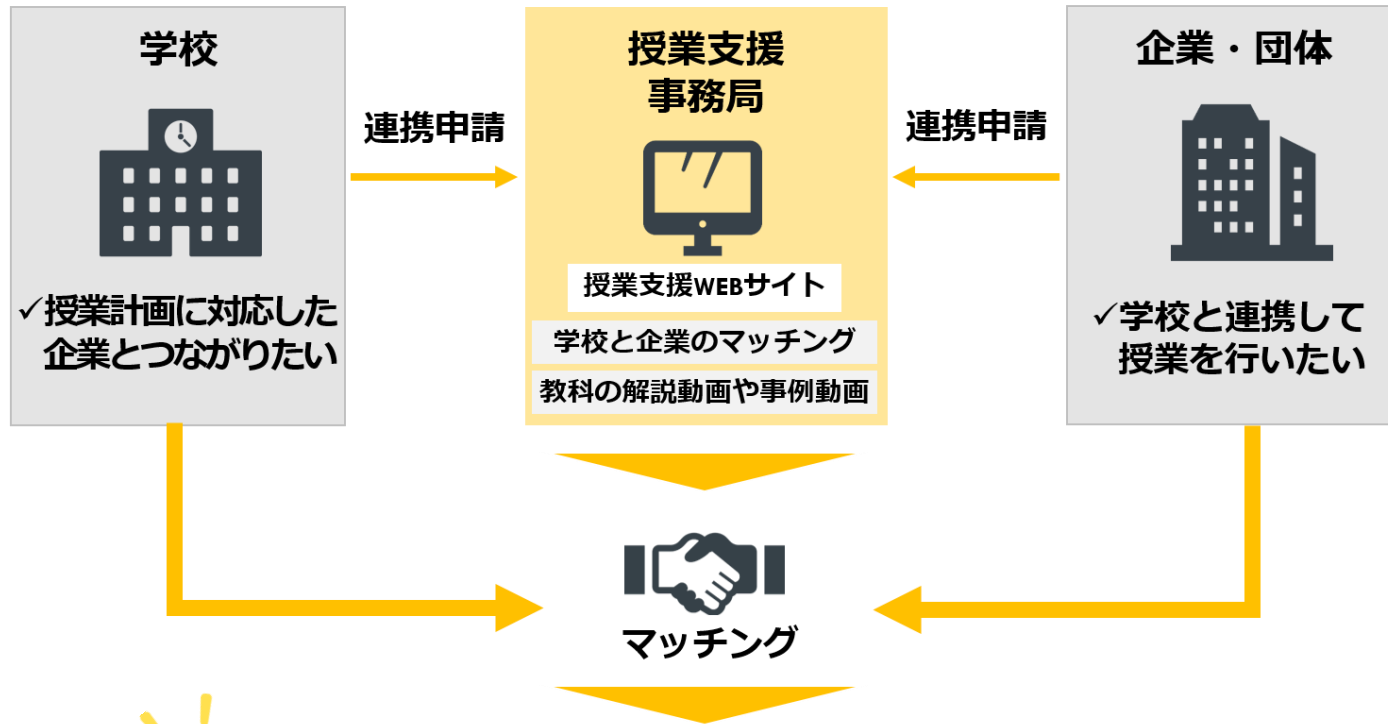 学校
連携申請
✓授業計画に対応した
企業とつながりたい
授業支援
事務局
授業支援WEBサイト
学校と企業のマッチング
教科の解説動画や事例動画
企業・団体
連携申請
✓学校と連携して
授業を行いたい
マッチング